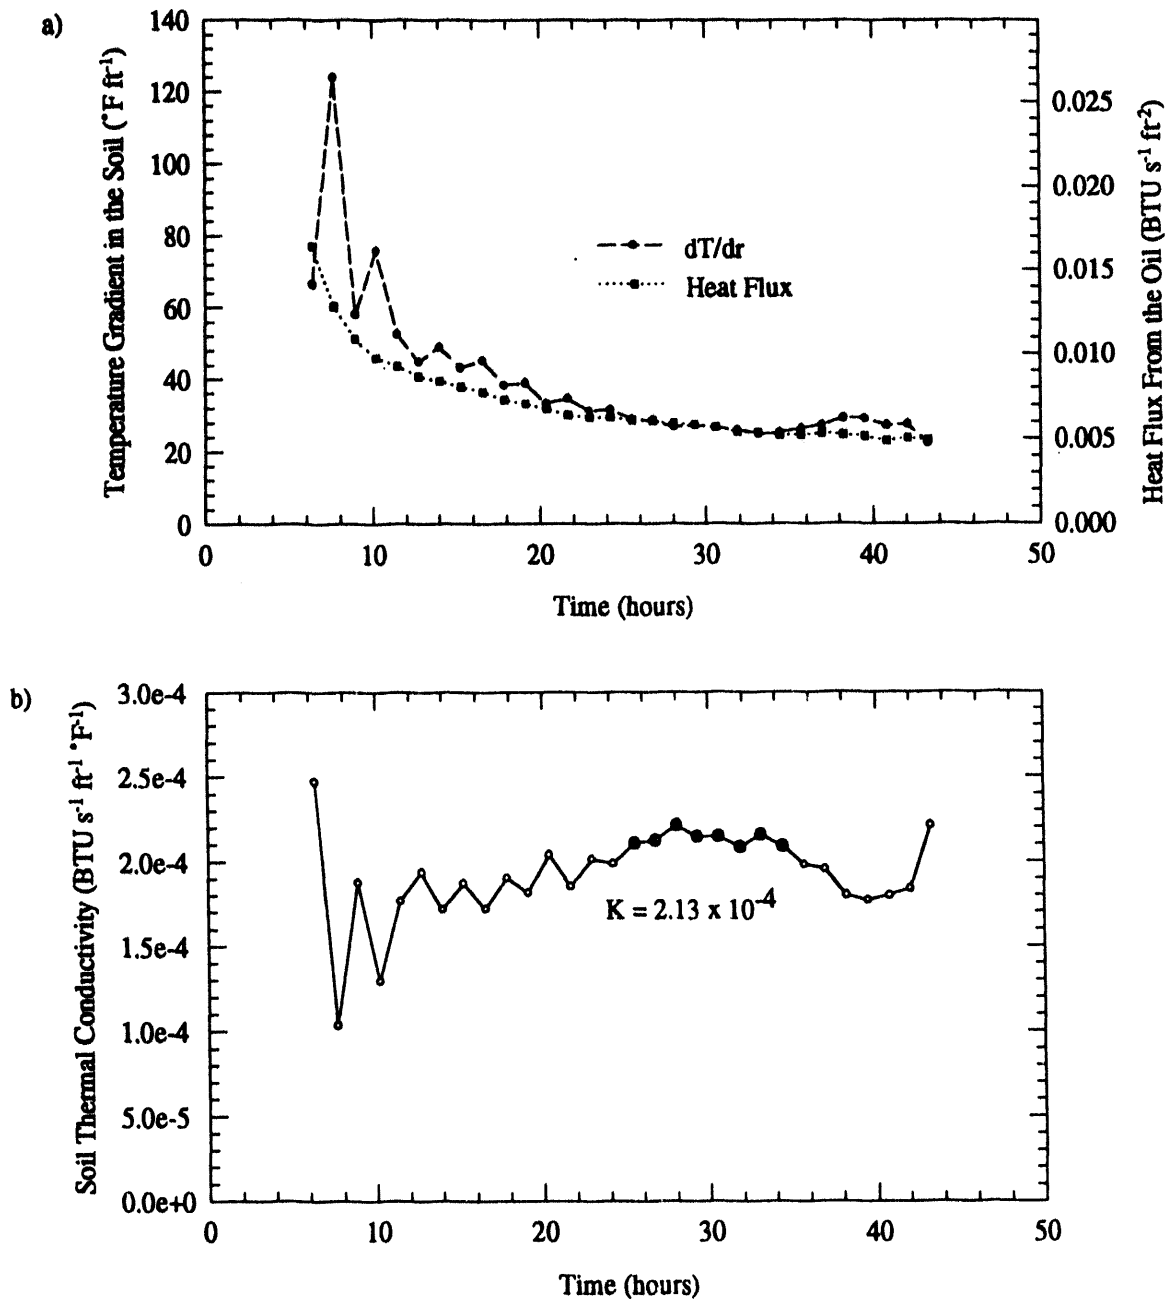 a)
Temperature Gradient in the Soil (°F ft-1)
140
120
100
80
60
40
20
0
dT/dr
Heat Flux
0.025
0.020
0.015
0.010
0.005
0.000
Heat Flux From the Oil (BTU s-1 ft-2)
0 10 20 30 40 50
Time (hours)
b)
Soil Thermal Conductivity (BTU s-1 ft-1 °F-1)
3.0e-4
2.5e-4
2.0e-4
1.5e-4
1.0e-4
5.0e-5
0.0e+0
K = 2.13 x 10-4
0 10 20 30 40 50
Time (hours)